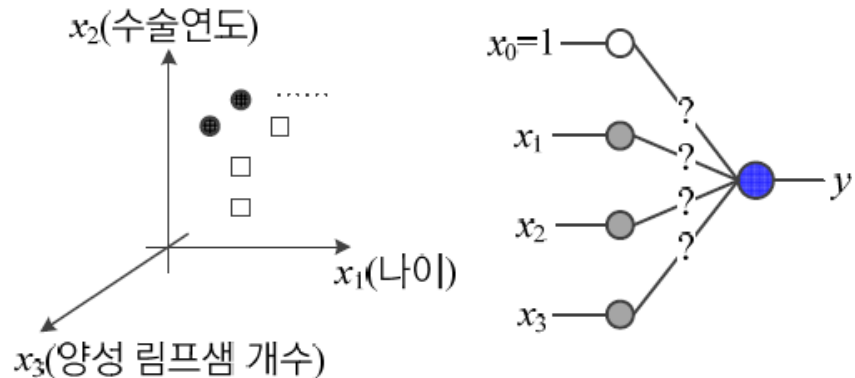 x₂(수술연도)
x₁(나이)
x₃(양성 림프샘 개수)
x₀=1
?
x₁
?
x₂
?
y
?
x₃